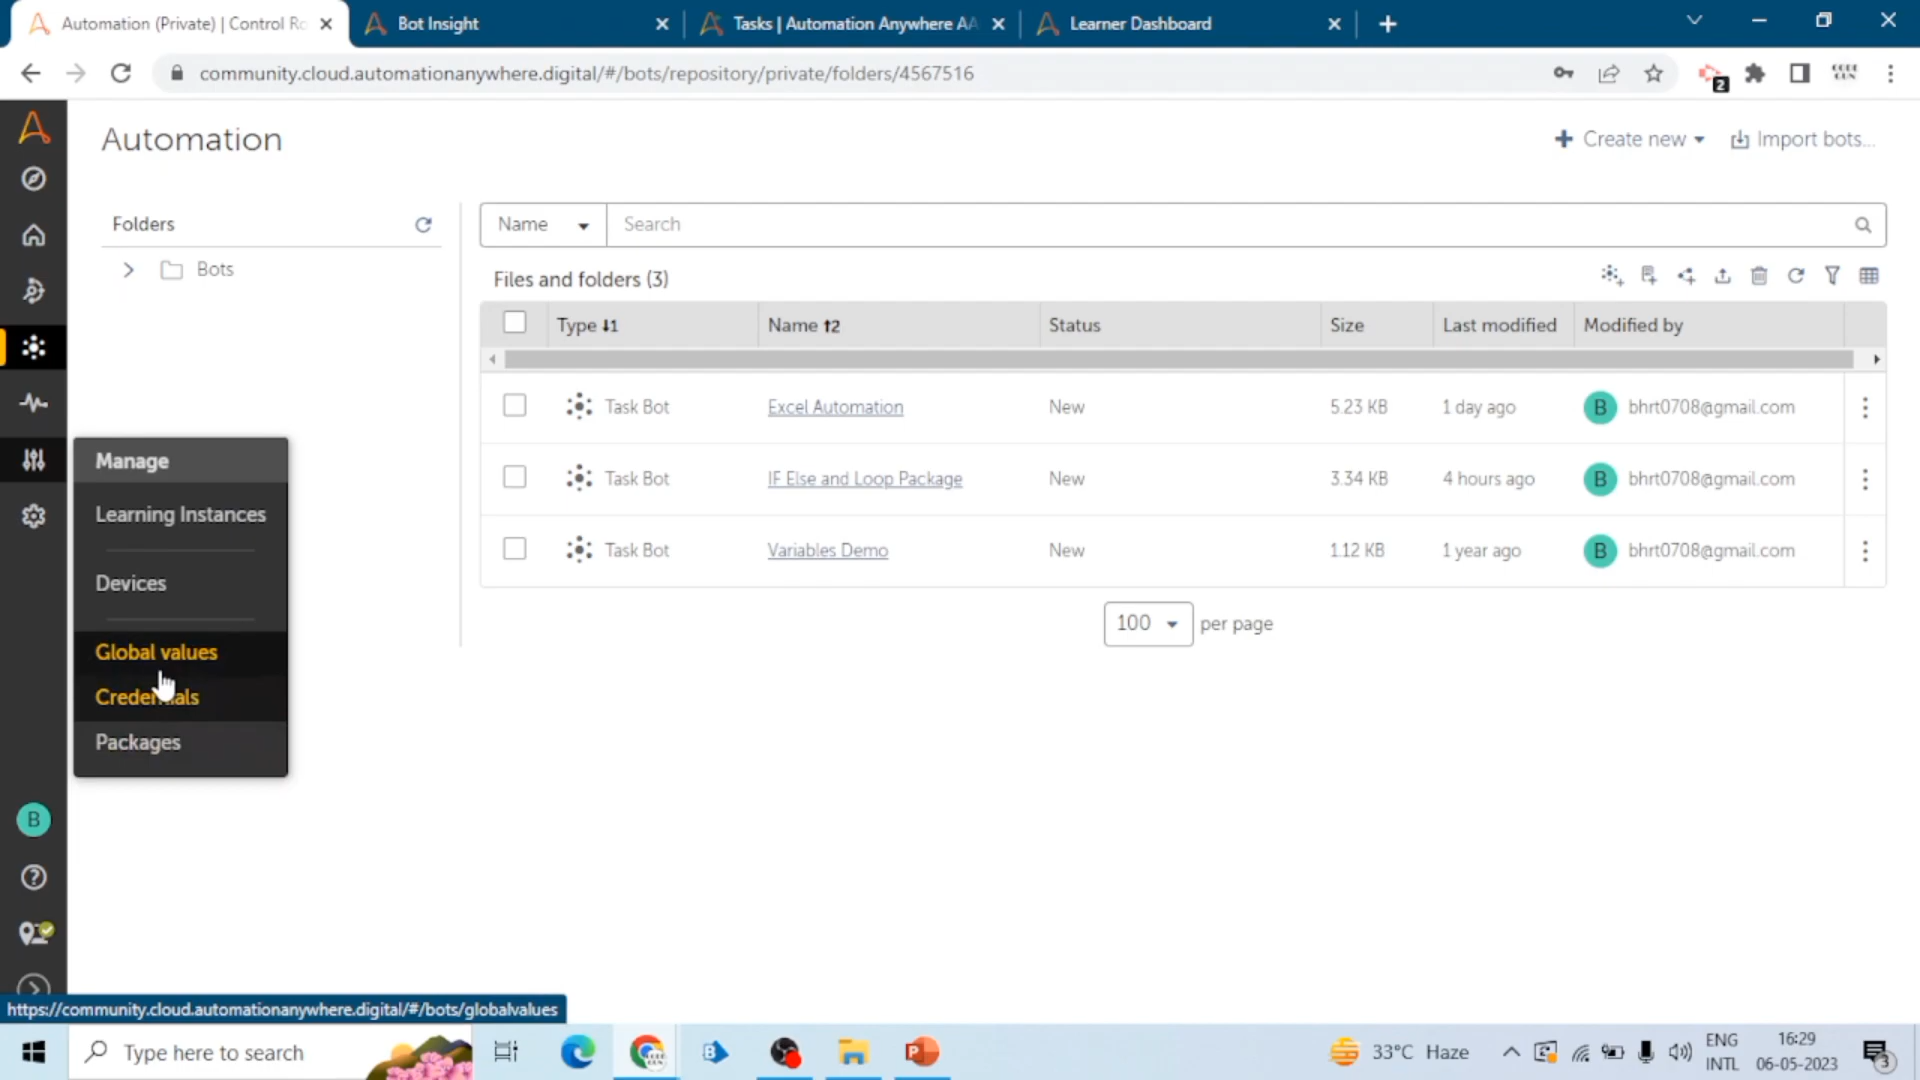 Automation (Private) | Control Ro
Bot Insight
Tasks | Automation Anywhere AA
Learner Dashboard
community.cloud.automationanywhere.digital/#/bots/repository/private/folders/4567516
2
Automation
Create new
Import bots...
Folders
Bots
Name
Search
Files and folders (3)
Type ↓1
Name ↑2
Status
Size
Last modified
Modified by
Task Bot
Excel Automation
New
5.23 KB
1 day ago
B
bhrt0708@gmail.com
Task Bot
IF Else and Loop Package
New
3.34 KB
4 hours ago
B
bhrt0708@gmail.com
Task Bot
Variables Demo
New
1.12 KB
1 year ago
B
bhrt0708@gmail.com
100
per page
Manage
Learning Instances
Devices
Global values
Credentials
Packages
B
https://community.cloud.automationanywhere.digital/#/bots/globalvalues
Type here to search
33°C Haze
ENG
INTL
16:29
06-05-2023
3